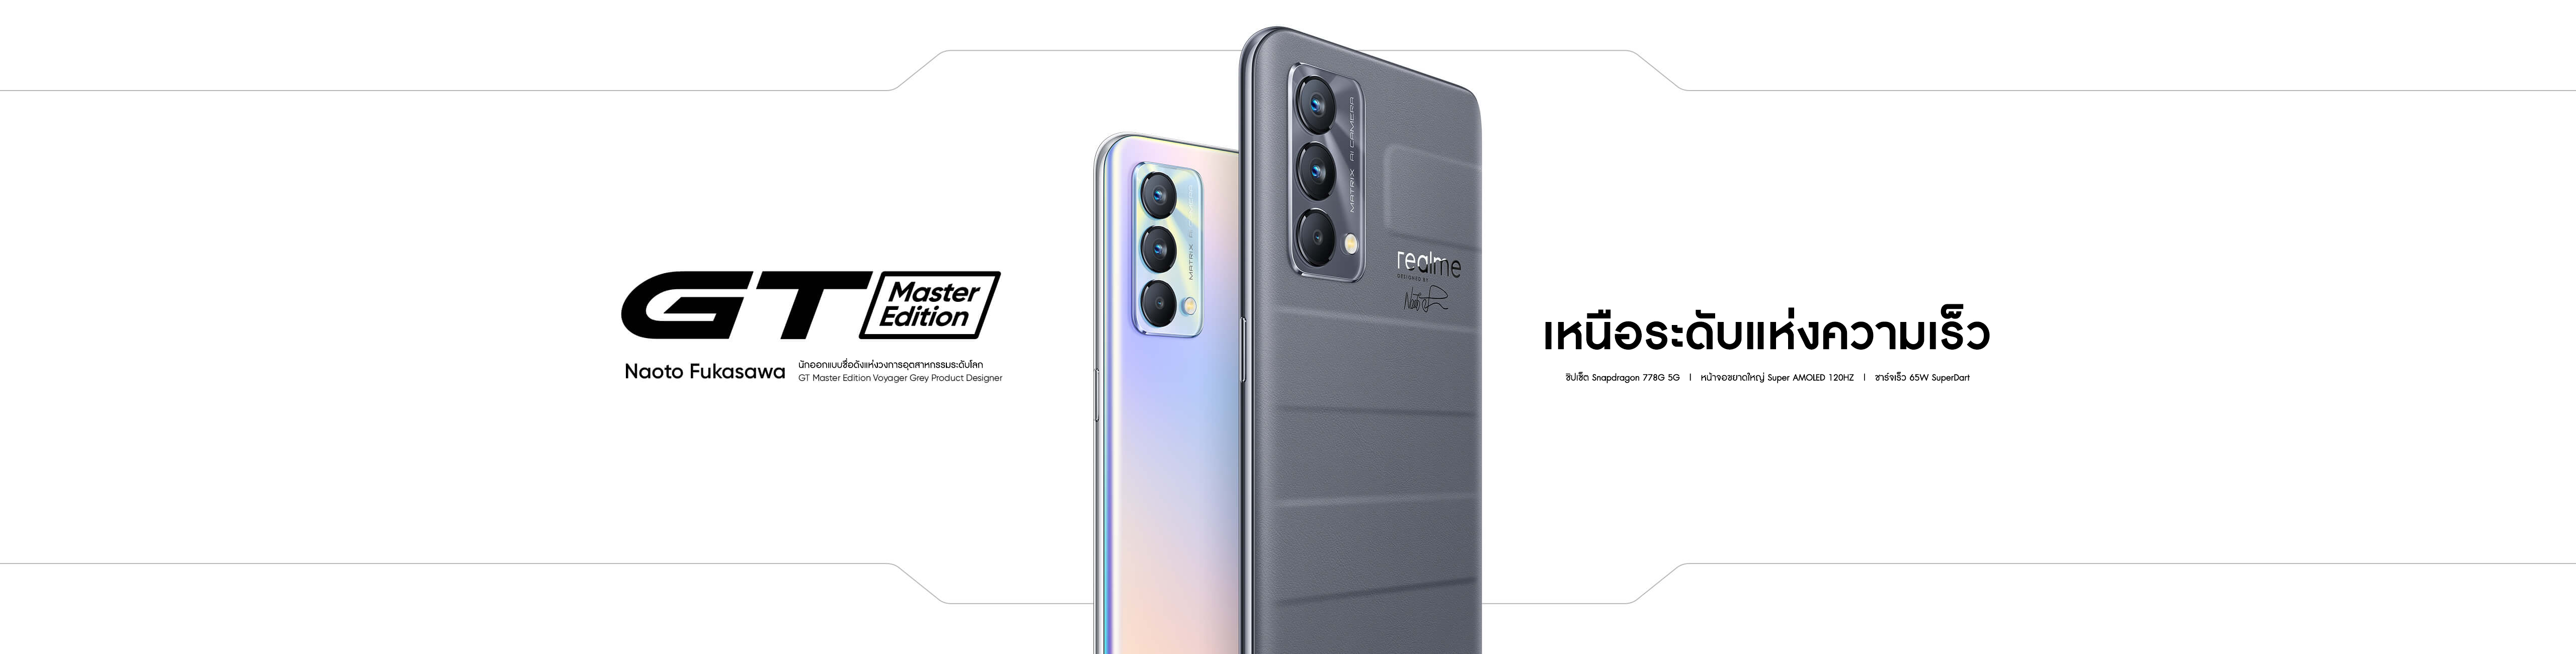 GT Master
Edition
Naoto Fukasawa
นักออกแบบชื่อดังแห่งวงการอุตสาหกรรมระดับโลก
GT Master Edition Voyager Grey Product Designer
MATRIX
MATRIX AI CAMERA
realme
DESIGNED BY
เหนือระดับแห่งความเร็ว
ชิปเซ็ต Snapdragon 778G 5G | หน้าจอขยาดใหญ่ Super AMOLED 120HZ | ชาร์จเร็ว 65W SuperDart